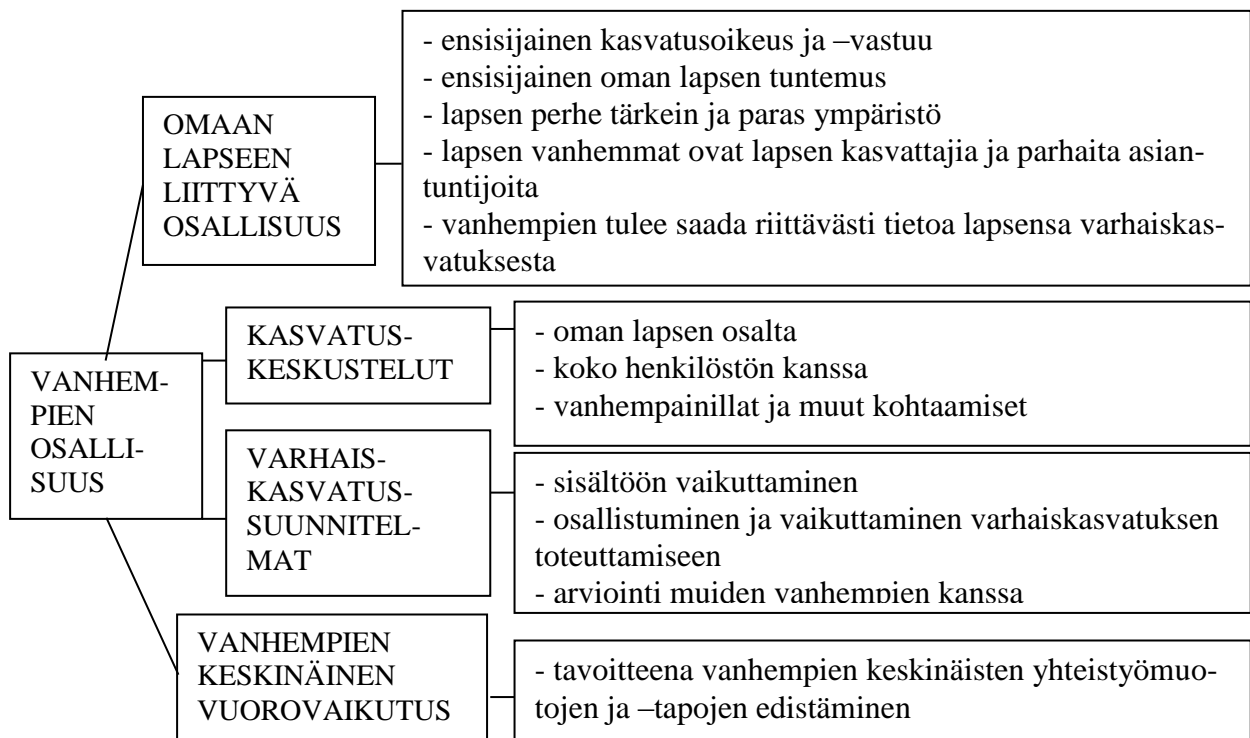 - ensisijainen kasvatusoikeus ja –vastuu
- ensisijainen oman lapsen tuntemus
- lapsen perhe tärkein ja paras ympäristö
- lapsen vanhemmat ovat lapsen kasvattajia ja parhaita asian-
tuntijoita
- vanhempien tulee saada riittävästi tietoa lapsensa varhaiskas-
vatuksesta
OMAAN
LAPSEEN
LIITTYVÄ
OSALLISUUS
KASVATUS-
KESKUSTELUT
- oman lapsen osalta
- koko henkilöstön kanssa
- vanhempainillat ja muut kohtaamiset
VANHEM-
PIEN
OSALLI-
SUUS
VARHAIS-
KASVATUS-
SUUNNITEL-
MAT
- sisältöön vaikuttaminen
- osallistuminen ja vaikuttaminen varhaiskasvatuksen
toteuttamiseen
- arviointi muiden vanhempien kanssa
VANHEMPIEN
KESKINÄINEN
VUOROVAIKUTUS
- tavoitteena vanhempien keskinäisten yhteistyömuo-
tojen ja –tapojen edistäminen